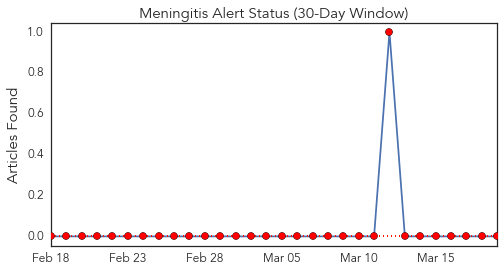 Meningitis Alert Status (30-Day Window)
Articles Found
1.0
0.8
0.6
0.4
0.2
0.0
Feb 18 Feb 23 Feb 28 Mar 05 Mar 10 Mar 15